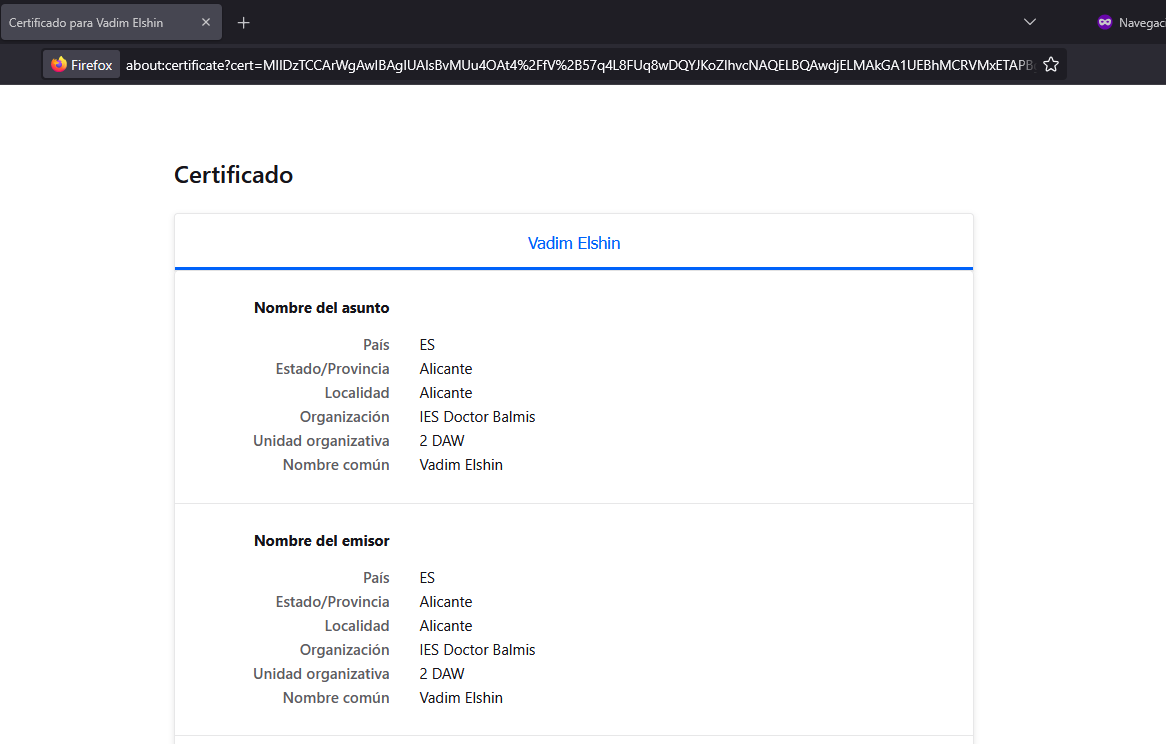 Certificado para Vadim Elshin
Navegaci
Firefox about:certificate?cert=MIIDzTCCArWgAwIBAgIUAIsBvMUu4OAt4%2FfV%2B57q4L8FUq8wDQYJKoZIhvcNAQELBQAwdjELMAkGA1UEBhMCRVMxETAPB
Certificado
Vadim Elshin
Nombre del asunto
País ES
Estado/Provincia Alicante
Localidad Alicante
Organización IES Doctor Balmis
Unidad organizativa 2 DAW
Nombre común Vadim Elshin
Nombre del emisor
País ES
Estado/Provincia Alicante
Localidad Alicante
Organización IES Doctor Balmis
Unidad organizativa 2 DAW
Nombre común Vadim Elshin